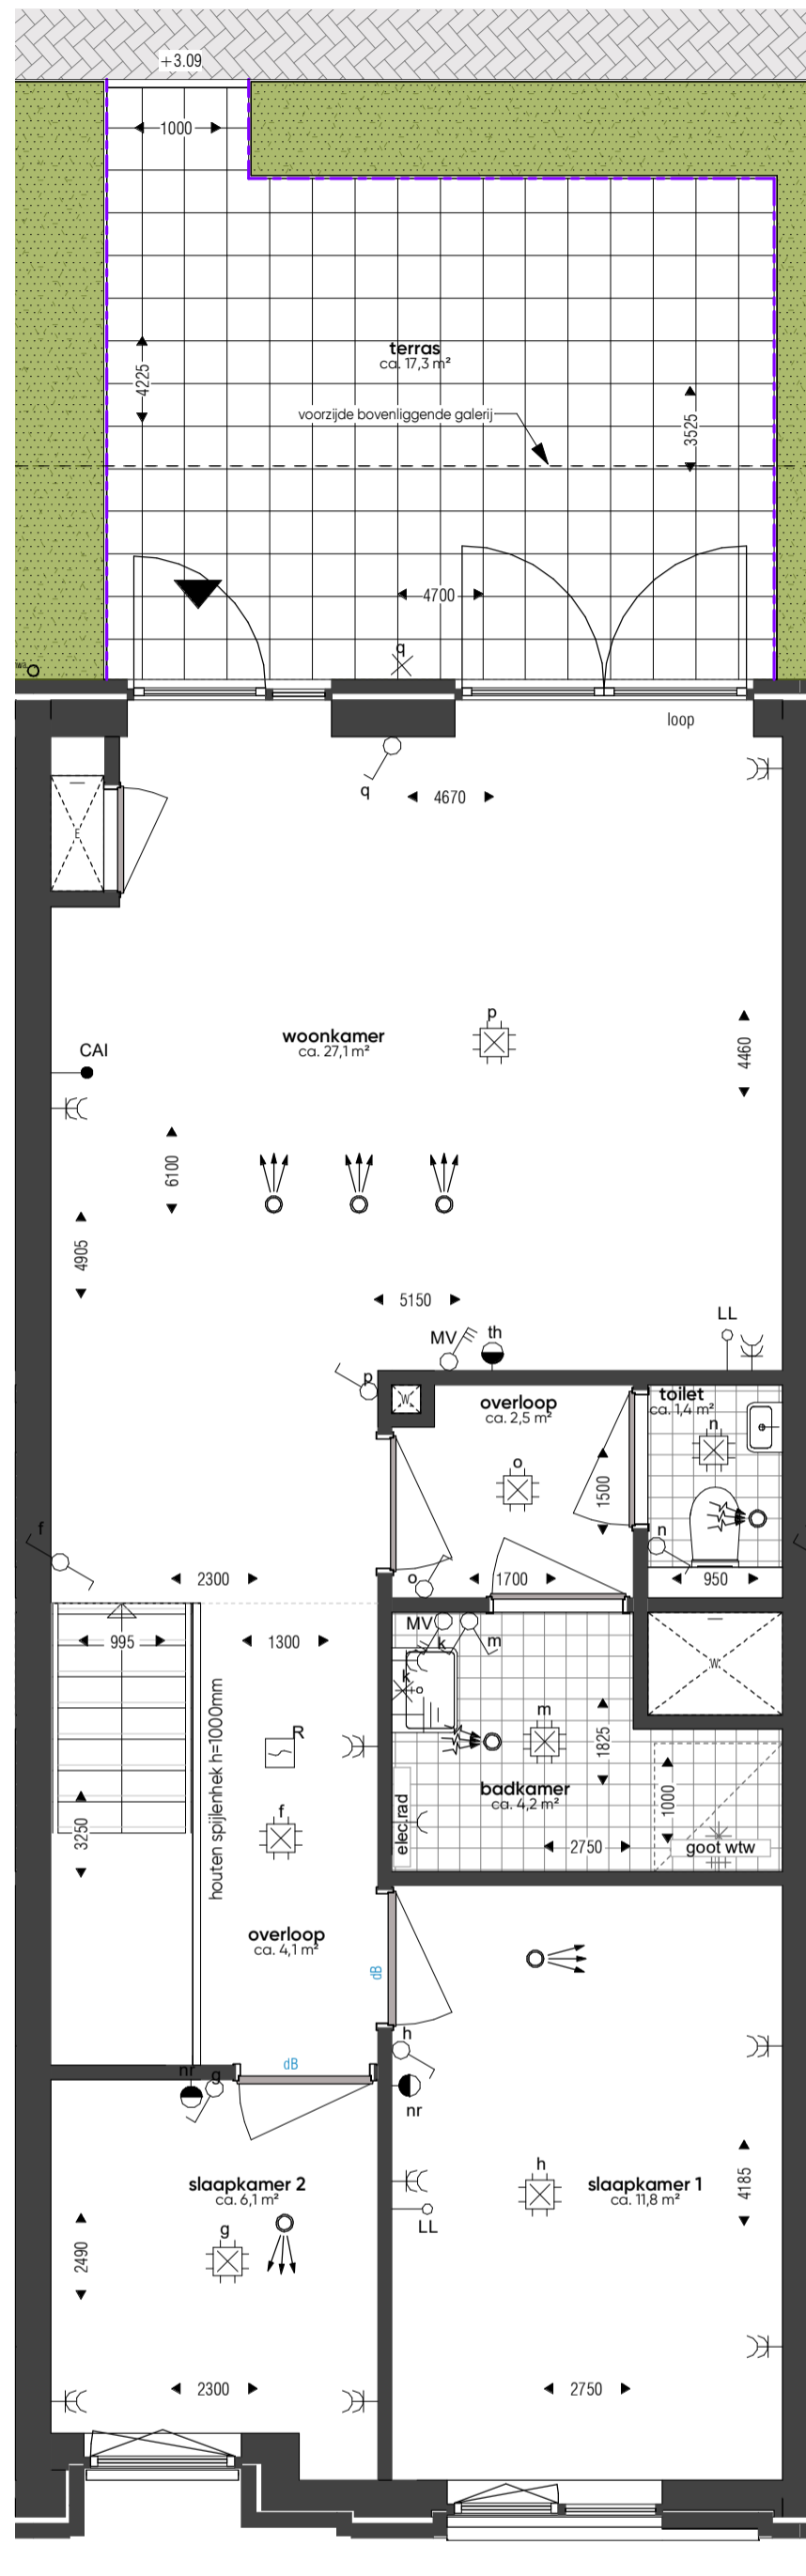 +3.09
1000
terras
ca. 17,3 m²
4225
voorzijde bovenliggende galerij
3525
4700
q
loop
q
4670
E
woonkamer
ca. 27,1 m²
p
CAI
4460
6100
4905
5150
LL
MV
th
p
W
overloop
ca. 2,5 m²
toilet
ca. 1,4 m²
n
o
1500
f
n
2300
o
1700
950
995
1300
MV
k
m
k
W
houten spijlenhek h=1000mm
R
m
1825
badkamer
ca. 4,2 m²
1000
f
3250
elec.rad
2750
goot wtw
overloop
ca. 4,1 m²
dB
dB
h
nr
g
nr
slaapkamer 2
ca. 6,1 m²
h
slaapkamer 1
ca. 11,8 m²
4185
LL
g
2490
2300
2750